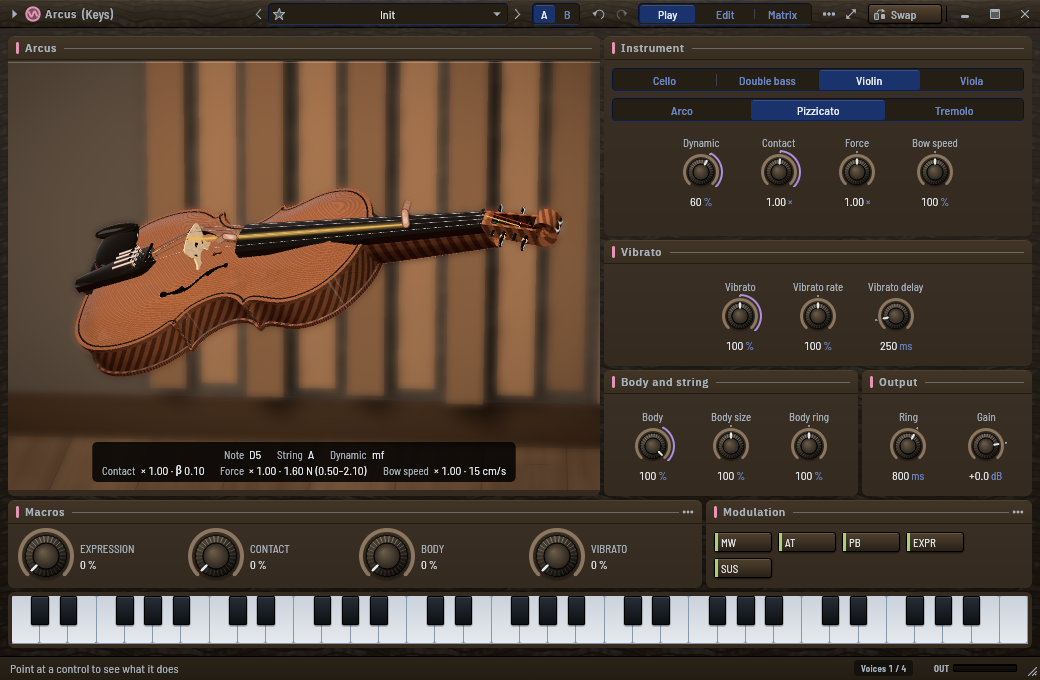 Arcus (Keys)
Init
A B
Play Edit Matrix
Swap
Arcus
Instrument
Cello Double bass Violin Viola
Arco Pizzicato Tremolo
Dynamic Contact Force Bow speed
60 % 1.00 × 1.00 × 100 %
Vibrato
Vibrato Vibrato rate Vibrato delay
100 % 100 % 250 ms
Body and string
Body Body size Body ring
100 % 100 % 100 %
Output
Ring Gain
800 ms +0.0 dB
Note D5 String A Dynamic mf
Contact × 1.00 · β 0.10 Force × 1.00 · 1.60 N (0.50–2.10) Bow speed × 1.00 · 15 cm/s
Macros
EXPRESSION
0 %
CONTACT
0 %
BODY
0 %
VIBRATO
0 %
Modulation
MW AT PB EXPR
SUS
Point at a control to see what it does
Voices 1 / 4
OUT